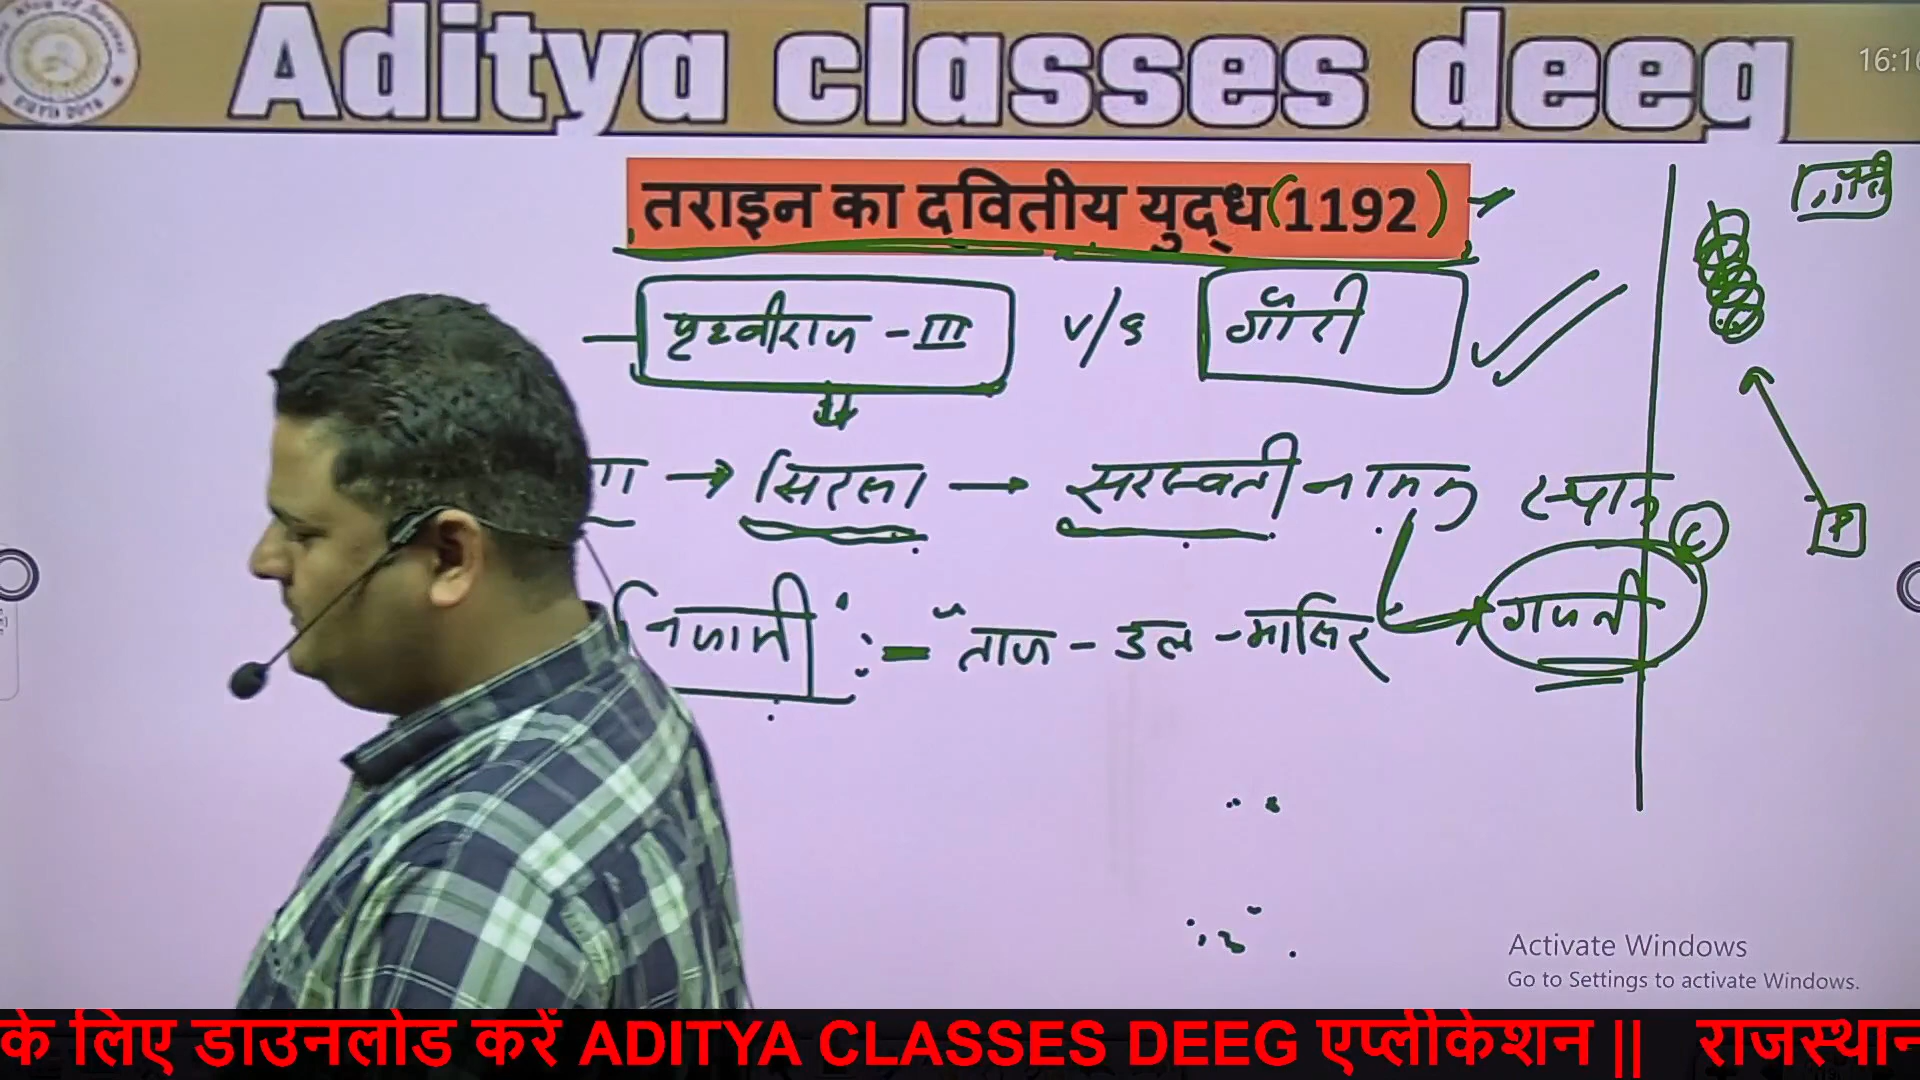 Aditya classes deeg
16:16
तराइन का दवितीय युद्ध (1192)
गौरी
पृथ्वीराज - III v/s गौरी
→ सिरसा → सरस्वती नामक स्थान
C
P
निजामी :- " ताज - उल - मासिर
गजनी
Activate Windows
Go to Settings to activate Windows.
के लिए डाउनलोड करें ADITYA CLASSES DEEG एप्लीकेशन || राजस्थान